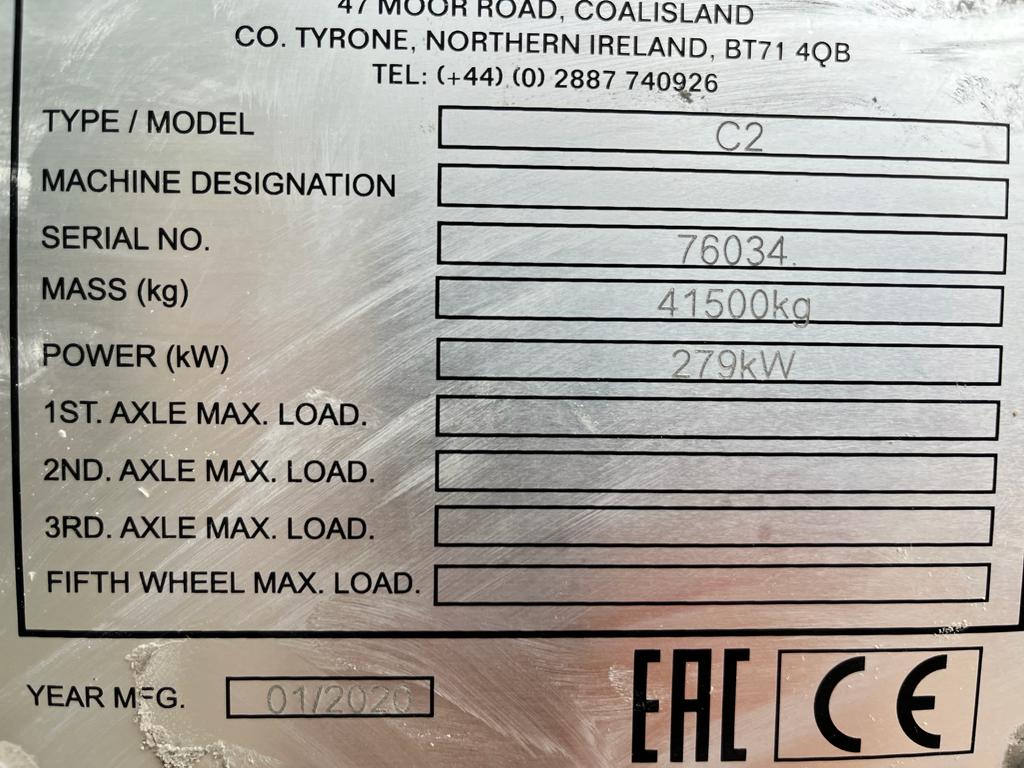 47 MOOR ROAD, COALISLAND
CO. TYRONE, NORTHERN IRELAND, BT71 4QB
TEL: (+44) (0) 2887 740926
TYPE / MODEL C2
MACHINE DESIGNATION
SERIAL NO. 76034.
MASS (kg) 41500kg
POWER (kW) 279kW
1ST. AXLE MAX. LOAD.
2ND. AXLE MAX. LOAD.
3RD. AXLE MAX. LOAD.
FIFTH WHEEL MAX. LOAD.
YEAR MFG. 01/2020 EAC CE